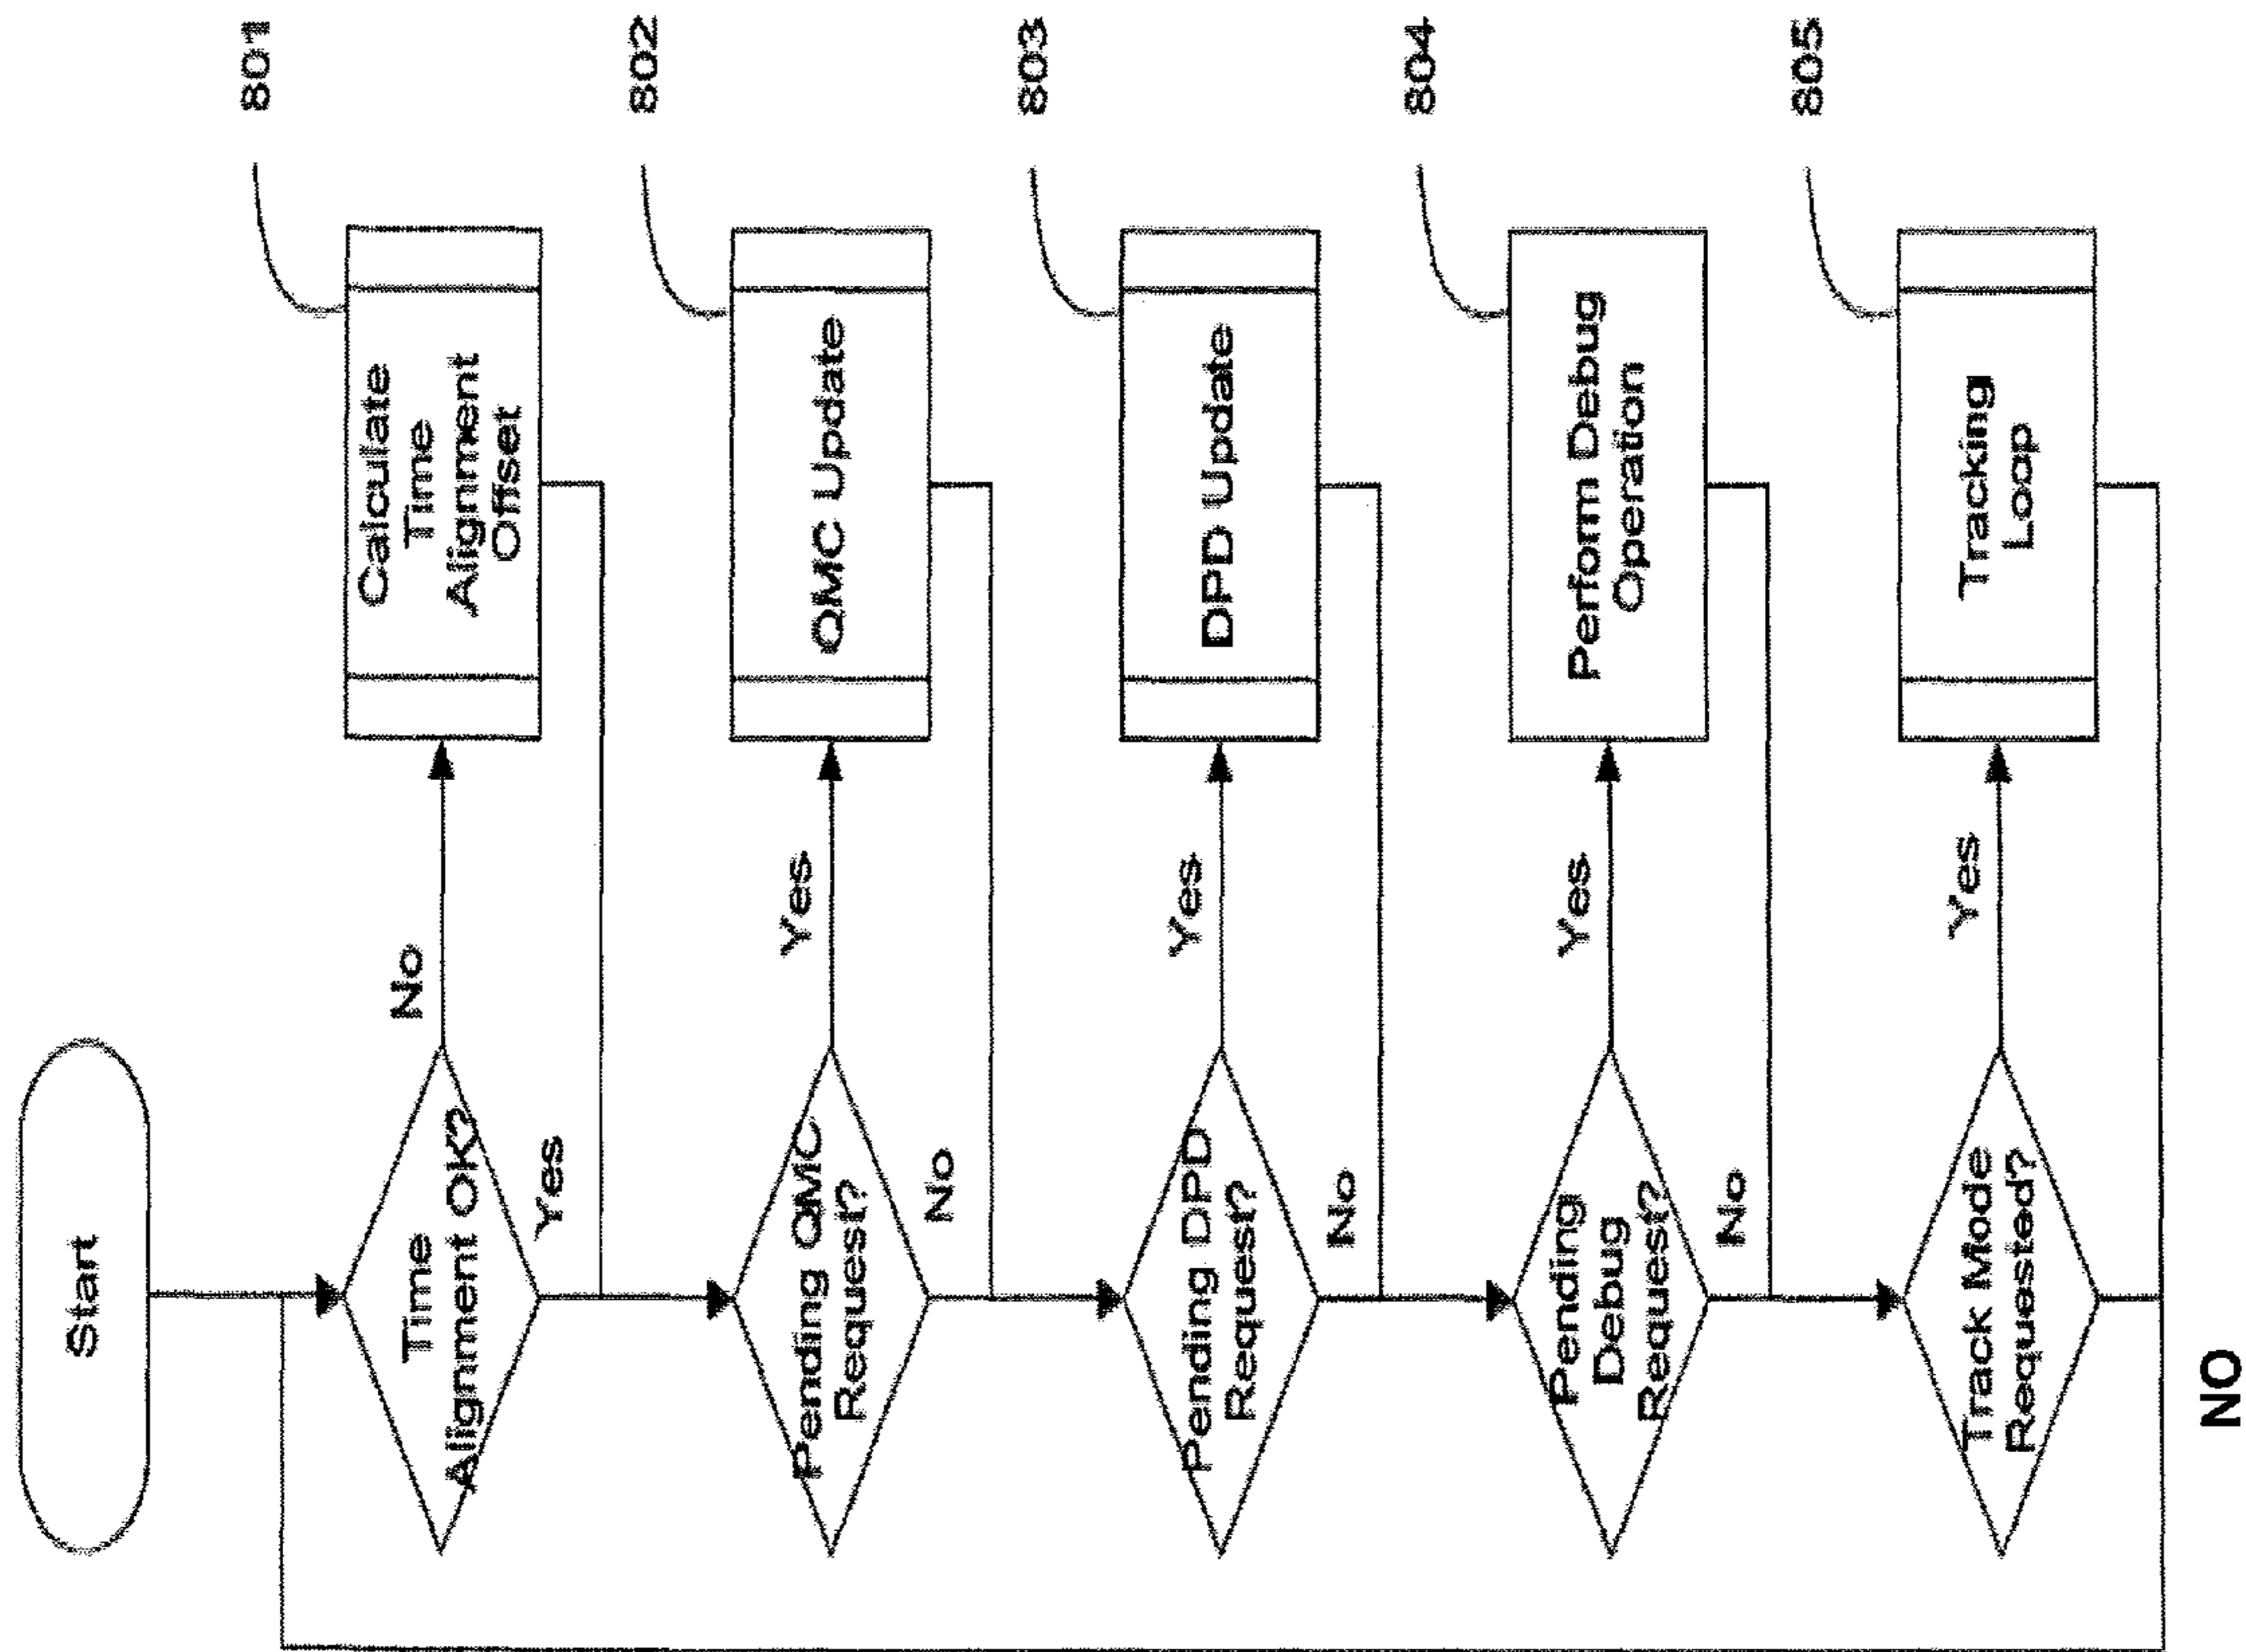 Start
Time
Alignment OK?
No
Yes
Calculate
Time
Alignment
Offset
801
Pending QMC
Request?
Yes
No
QMC Update
802
Pending DPD
Request?
Yes
No
DPD Update
803
Pending
Debug
Request?
Yes
No
Perform Debug
Operation
804
Track Mode
Requested?
Yes
NO
Tracking
Loop
805